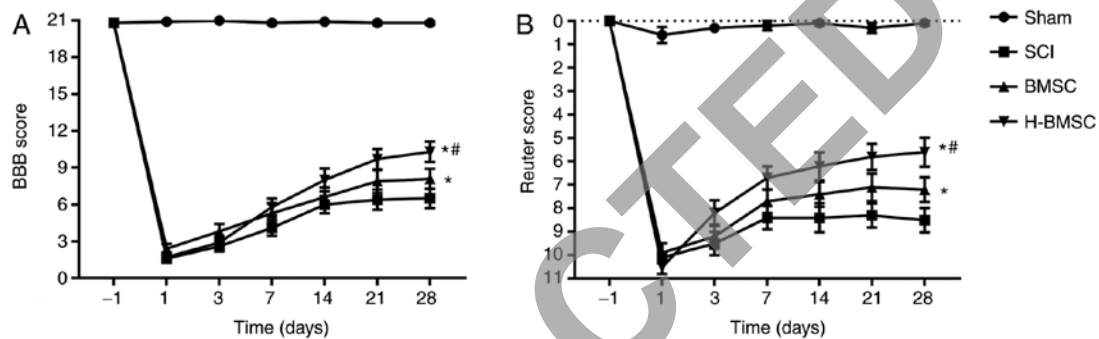 A
BBB score
21
18
15
12
9
6
3
0
*#
*
−1 1 3 7 14 21 28
Time (days)
B
Reuter score
0
1
2
3
4
5
6
7
8
9
10
11
*#
*
−1 1 3 7 14 21 28
Time (days)
Sham
SCI
BMSC
H-BMSC
CTED